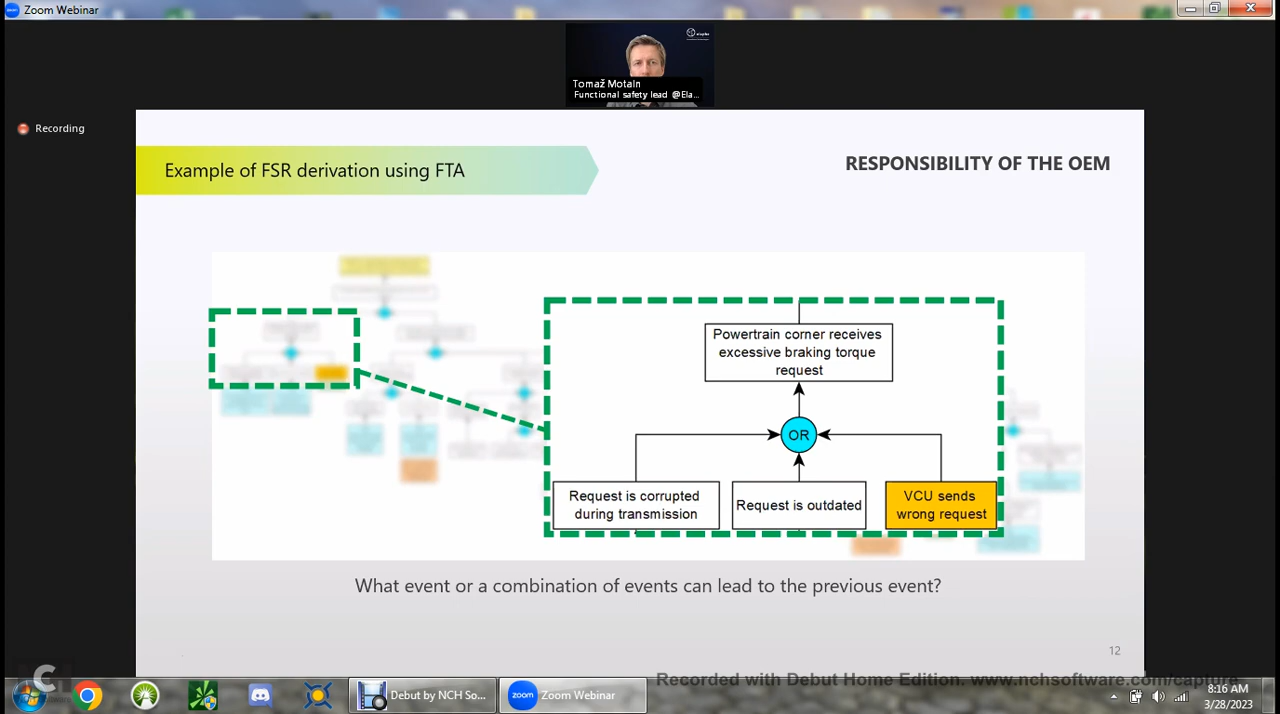 Zoom Webinar
Tomaž Motaln
Functional safety lead @Ela...
Recording
Example of FSR derivation using FTA
RESPONSIBILITY OF THE OEM
Powertrain corner receives
excessive braking torque
request
OR
Request is corrupted
during transmission
Request is outdated
VCU sends
wrong request
What event or a combination of events can lead to the previous event?
12
Recorded with Debut Home Edition. www.nchsoftware.com/capture
Debut by NCH So...
zoom
Zoom Webinar
8:16 AM
3/28/2023